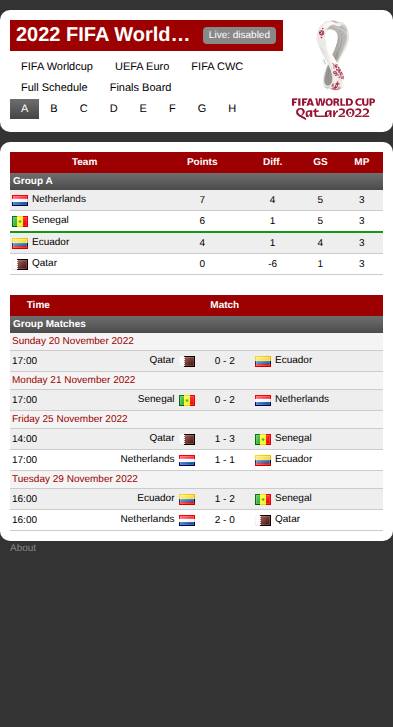 2022 FIFA World... Live: disabled
FIFA Worldcup UEFA Euro FIFA CWC
Full Schedule Finals Board
A B C D E F G H
FIFA WORLD CUP
Qatar2022
Team Points Diff. GS MP
Group A
Netherlands 7 4 5 3
Senegal 6 1 5 3
Ecuador 4 1 4 3
Qatar 0 -6 1 3
Time Match
Group Matches
Sunday 20 November 2022
17:00 Qatar 0 - 2 Ecuador
Monday 21 November 2022
17:00 Senegal 0 - 2 Netherlands
Friday 25 November 2022
14:00 Qatar 1 - 3 Senegal
17:00 Netherlands 1 - 1 Ecuador
Tuesday 29 November 2022
16:00 Ecuador 1 - 2 Senegal
16:00 Netherlands 2 - 0 Qatar
About